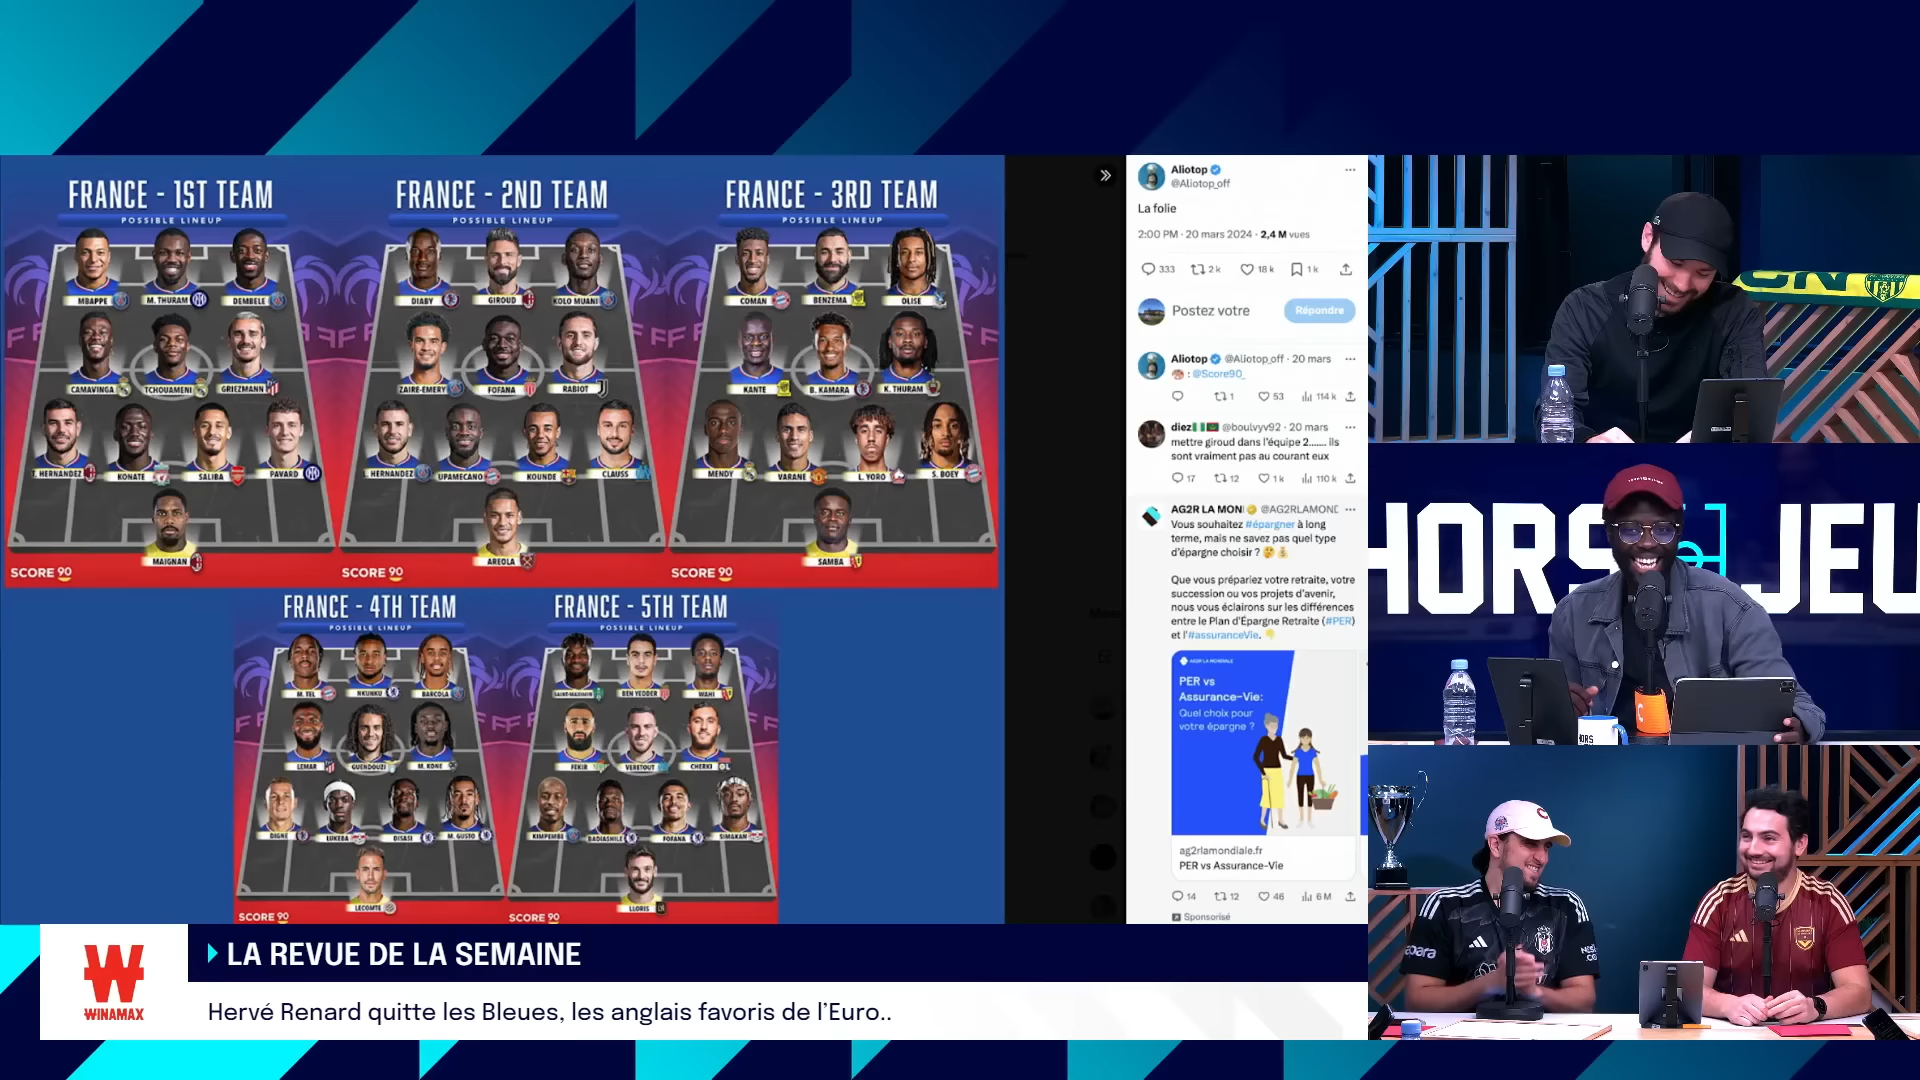 FRANCE - 1ST TEAM
POSSIBLE LINEUP
MBAPPE
M. THURAM
DEMBELE
CAMAVINGA
TCHOUAMENI
GRIEZMANN
T. HERNANDEZ
KONATE
SALIBA
PAVARD
MAIGNAN
SCORE 90
FRANCE - 2ND TEAM
POSSIBLE LINEUP
DIABY
GIROUD
KOLO MUANI
ZAIRE-EMERY
FOFANA
RABIOT
L. HERNANDEZ
UPAMECANO
KOUNDE
CLAUSS
AREOLA
SCORE 90
FRANCE - 3RD TEAM
POSSIBLE LINEUP
COMAN
BENZEMA
OLISE
KANTE
B. KAMARA
K. THURAM
MENDY
VARANE
L. YORO
S. BOEY
SAMBA
SCORE 90
FRANCE - 4TH TEAM
POSSIBLE LINEUP
M. TEL
NKUNKU
BARCOLA
LEMAR
GUENDOUZI
M. KONE
DIGNE
LUKEBA
DISASI
M. GUSTO
LECOMTE
SCORE 90
FRANCE - 5TH TEAM
POSSIBLE LINEUP
SAINT-MAXIMIN
BEN YEDDER
WAHI
FEKIR
VERETOUT
CHERKI
KIMPEMBE
BADIASHILE
FOFANA
SIMAKAN
LLORIS
SCORE 90
Aliotop
@Aliotop_off
La folie
2:00 PM · 20 mars 2024 · 2,4 M vues
333 2 k 18 k 1 k
Postez votre
Répondre
Aliotop @Aliotop_off · 20 mars
: @Score90_
1 53 114 k
diez @boulvyv92 · 20 mars
mettre giroud dans l'équipe 2....... ils
sont vraiment pas au courant eux
17 12 1 k 110 k
AG2R LA MON @AG2RLAMOND
Vous souhaitez #épargner à long
terme, mais ne savez pas quel type
d'épargne choisir ?
Que vous prépariez votre retraite, votre
succession ou vos projets d'avenir,
nous vous éclairons sur les différences
entre le Plan d'Épargne Retraite (#PER)
et l'#assuranceVie.
AG2R LA MONDIALE
PER vs
Assurance-Vie:
Quel choix pour
votre épargne ?
ag2rlamondiale.fr
PER vs Assurance-Vie
14 12 46 6 M
Sponsorisé
CN
HORS JEU
C
HORS
WINAMAX
LA REVUE DE LA SEMAINE
Hervé Renard quitte les Bleues, les anglais favoris de l'Euro..